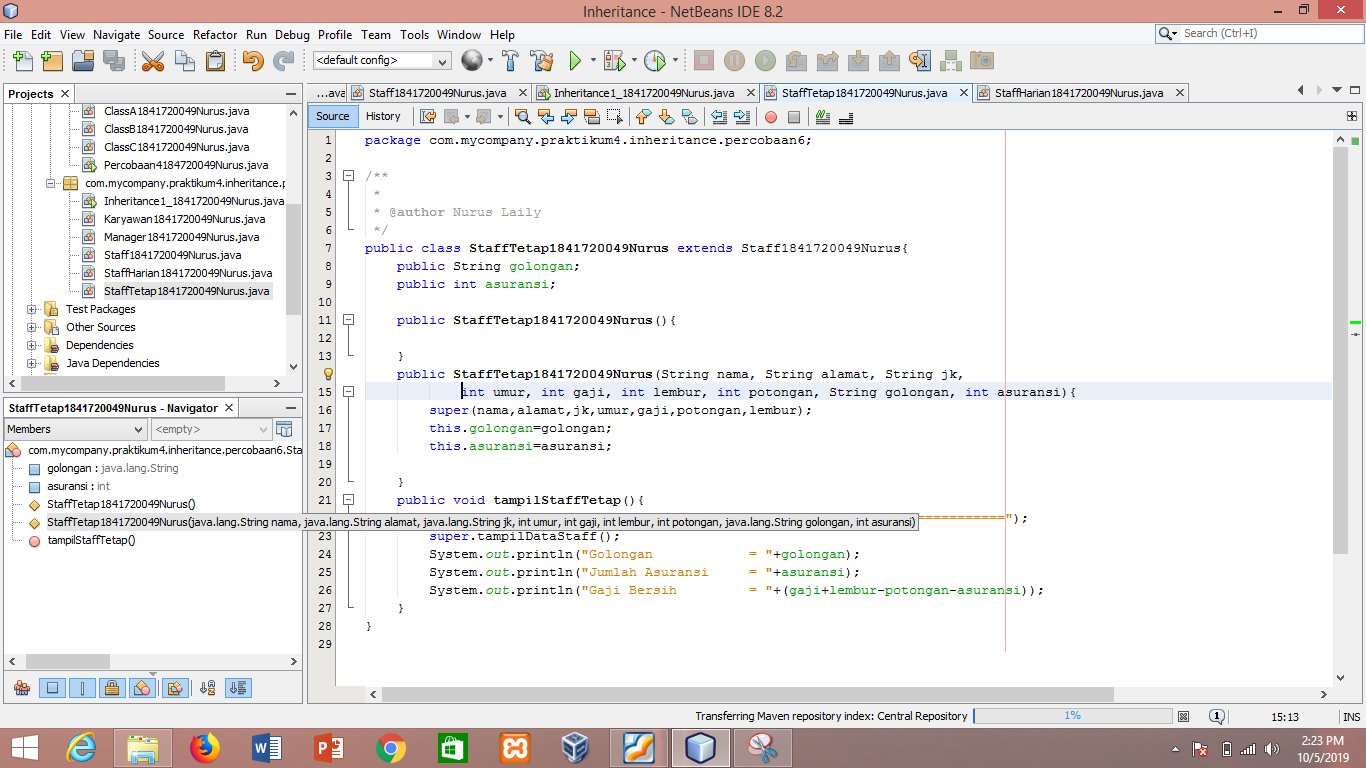 Inheritance - NetBeans IDE 8.2
File Edit View Navigate Source Refactor Run Debug Profile Team Tools Window Help
Search (Ctrl+I)
<default config>
Projects
ClassA1841720049Nurus.java
ClassB1841720049Nurus.java
ClassC1841720049Nurus.java
Percobaan4184720049Nurus.java
com.mycompany.praktikum4.inheritance.p
Inheritance1_1841720049Nurus.java
Karyawan1841720049Nurus.java
Manager1841720049Nurus.java
Staff1841720049Nurus.java
StaffHarian1841720049Nurus.java
StaffTetap1841720049Nurus.java
Test Packages
Other Sources
Dependencies
Java Dependencies
StaffTetap1841720049Nurus - Navigator
Members <empty>
com.mycompany.praktikum4.inheritance.percobaan6.Sta
golongan : java.lang.String
asuransi : int
StaffTetap1841720049Nurus()
StaffTetap1841720049Nurus(java.lang.String nama, java.lang.String alamat, java.lang.String jk, int umur, int gaji, int lembur, int potongan, java.lang.String golongan, int asuransi)
tampilStaffTetap()
...ava Staff1841720049Nurus.java Inheritance1_1841720049Nurus.java StaffTetap1841720049Nurus.java StaffHarian1841720049Nurus.java
Source History
1 package com.mycompany.praktikum4.inheritance.percobaan6;
2
3 /**
4 *
5 * @author Nurus Laily
6 */
7 public class StaffTetap1841720049Nurus extends Staff1841720049Nurus{
8 public String golongan;
9 public int asuransi;
10
11 public StaffTetap1841720049Nurus(){
12
13 }
public StaffTetap1841720049Nurus(String nama, String alamat, String jk,
15 int umur, int gaji, int lembur, int potongan, String golongan, int asuransi){
16 super(nama,alamat,jk,umur,gaji,potongan,lembur);
17 this.golongan=golongan;
18 this.asuransi=asuransi;
19
20 }
21 public void tampilStaffTetap(){
===========");
23 super.tampilDataStaff();
24 System.out.println("Golongan = "+golongan);
25 System.out.println("Jumlah Asuransi = "+asuransi);
26 System.out.println("Gaji Bersih = "+(gaji+lembur-potongan-asuransi));
27 }
28 }
29
Transferring Maven repository index: Central Repository 1% 1 15:13 INS
2:23 PM
10/5/2019